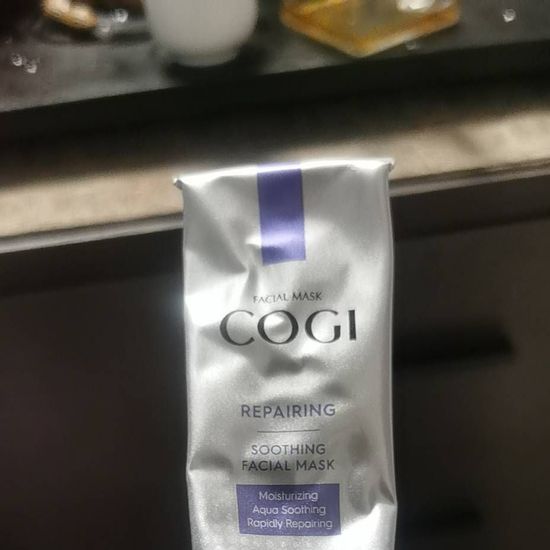 FACIAL MASK
COGI
REPAIRING
SOOTHING
FACIAL MASK
Moisturizing
Aqua Soothing
Rapidly Repairing